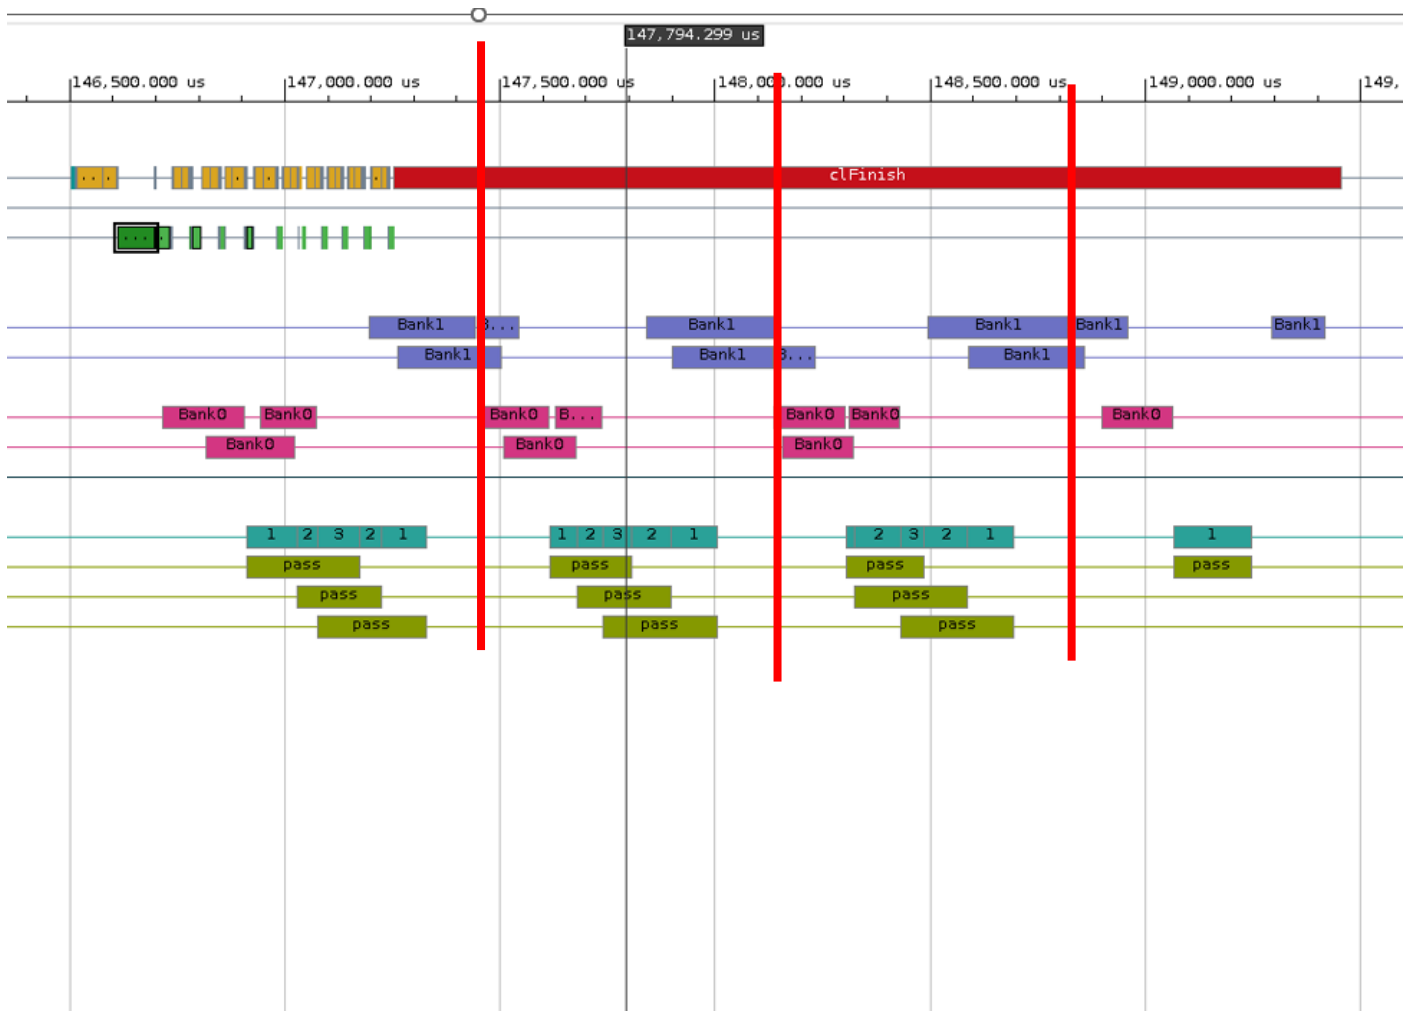 147,794.299 us
146,500.000 us 147,000.000 us 147,500.000 us 148,000.000 us 148,500.000 us 149,000.000 us 149,
clFinish
Bank1 B... Bank1 Bank1 Bank1 Bank1
Bank1 Bank1 B... Bank1
Bank0 Bank0 Bank0 B... Bank0 Bank0 Bank0
Bank0 Bank0 Bank0
1 2 3 2 1 1 2 3 2 1 2 3 2 1 1
pass pass pass pass
pass pass pass
pass pass pass